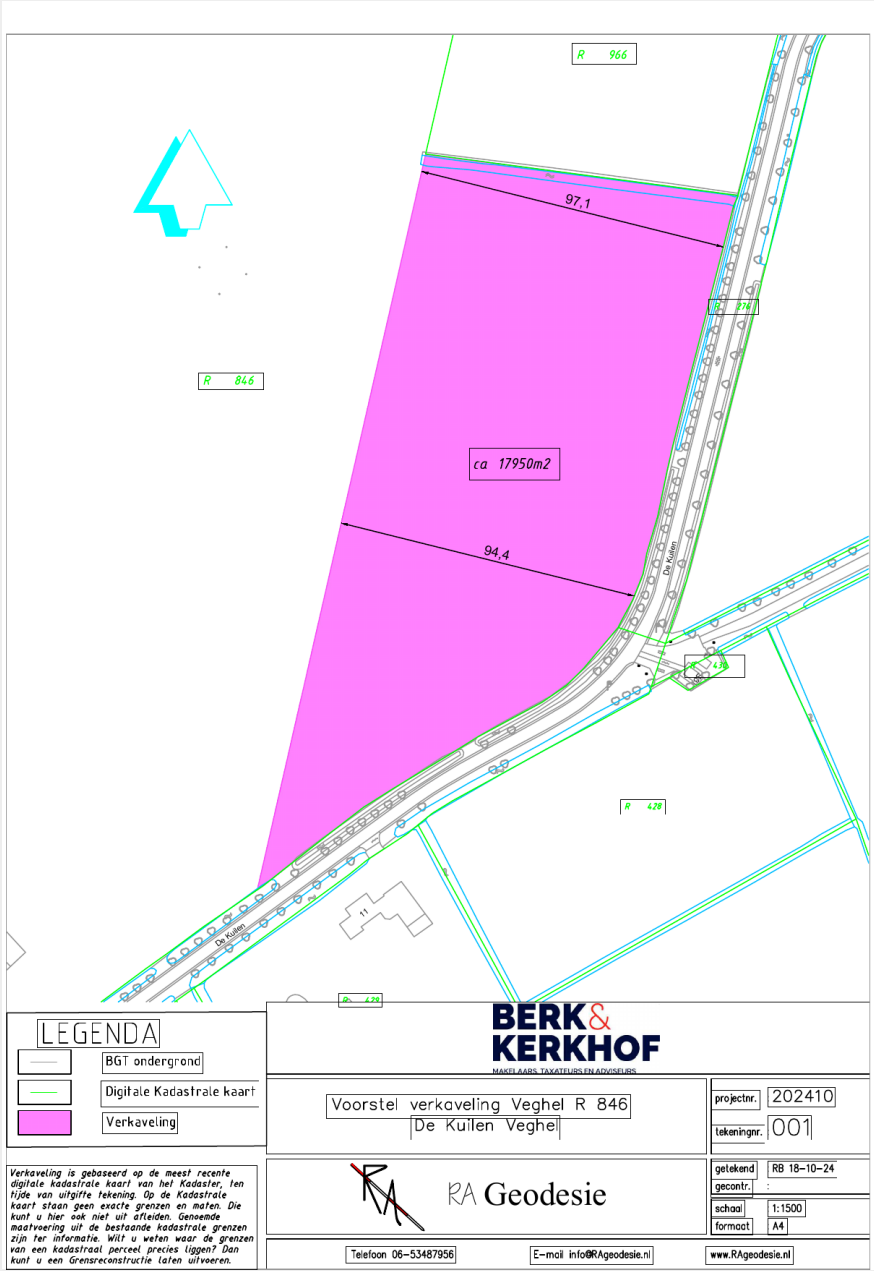 R 966
97,1
R 846
ca 17950m2
94,4
De Kuilen
R 428
11
De Kuilen
R 429
LEGENDA
BGT ondergrond
Digitale Kadastrale kaart
Verkaveling
Verkaveling is gebaseerd op de meest recente
digitale kadastrale kaart van het Kadaster, ten
tijde van uitgifte tekening. Op de Kadastrale
kaart staan geen exacte grenzen en maten. Die
kunt u hier ook niet uit afleiden. Genoemde
maatvoering uit de bestaande kadastrale grenzen
zijn ter informatie. Wilt u weten waar de grenzen
van een kadastraal perceel precies liggen? Dan
kunt u een Grensreconstructie laten uitvoeren.
BERK&
KERKHOF
MAKELAARS, TAXATEURS EN ADVISEURS
Voorstel verkaveling Veghel R 846
De Kuilen Veghel
projectnr. 202410
tekeningnr. 001
RA
RA Geodesie
getekend RB 18-10-24
gecontr. :
schaal 1:1500
formaat A4
Telefoon 06-53487956
E-mail info@RAgeodesie.nl
www.RAgeodesie.nl